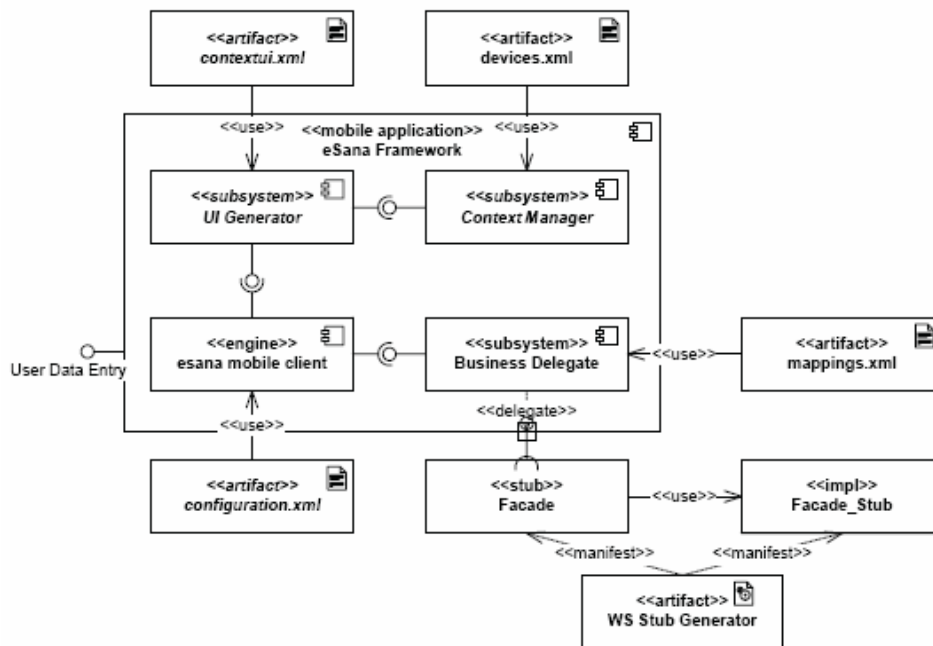 <<artifact>>
contextui.xml
<<artifact>>
devices.xml
<<use>>
<<mobile application>>
eSana Framework
<<use>>
<<subsystem>>
UI Generator
<<subsystem>>
Context Manager
<<engine>>
esana mobile client
<<subsystem>>
Business Delegate
<<use>>
<<artifact>>
mappings.xml
User Data Entry
<<use>>
<<delegate>>
<<artifact>>
configuration.xml
<<stub>>
Facade
<<use>>
<<impl>>
Facade_Stub
<<manifest>>
<<manifest>>
<<artifact>>
WS Stub Generator